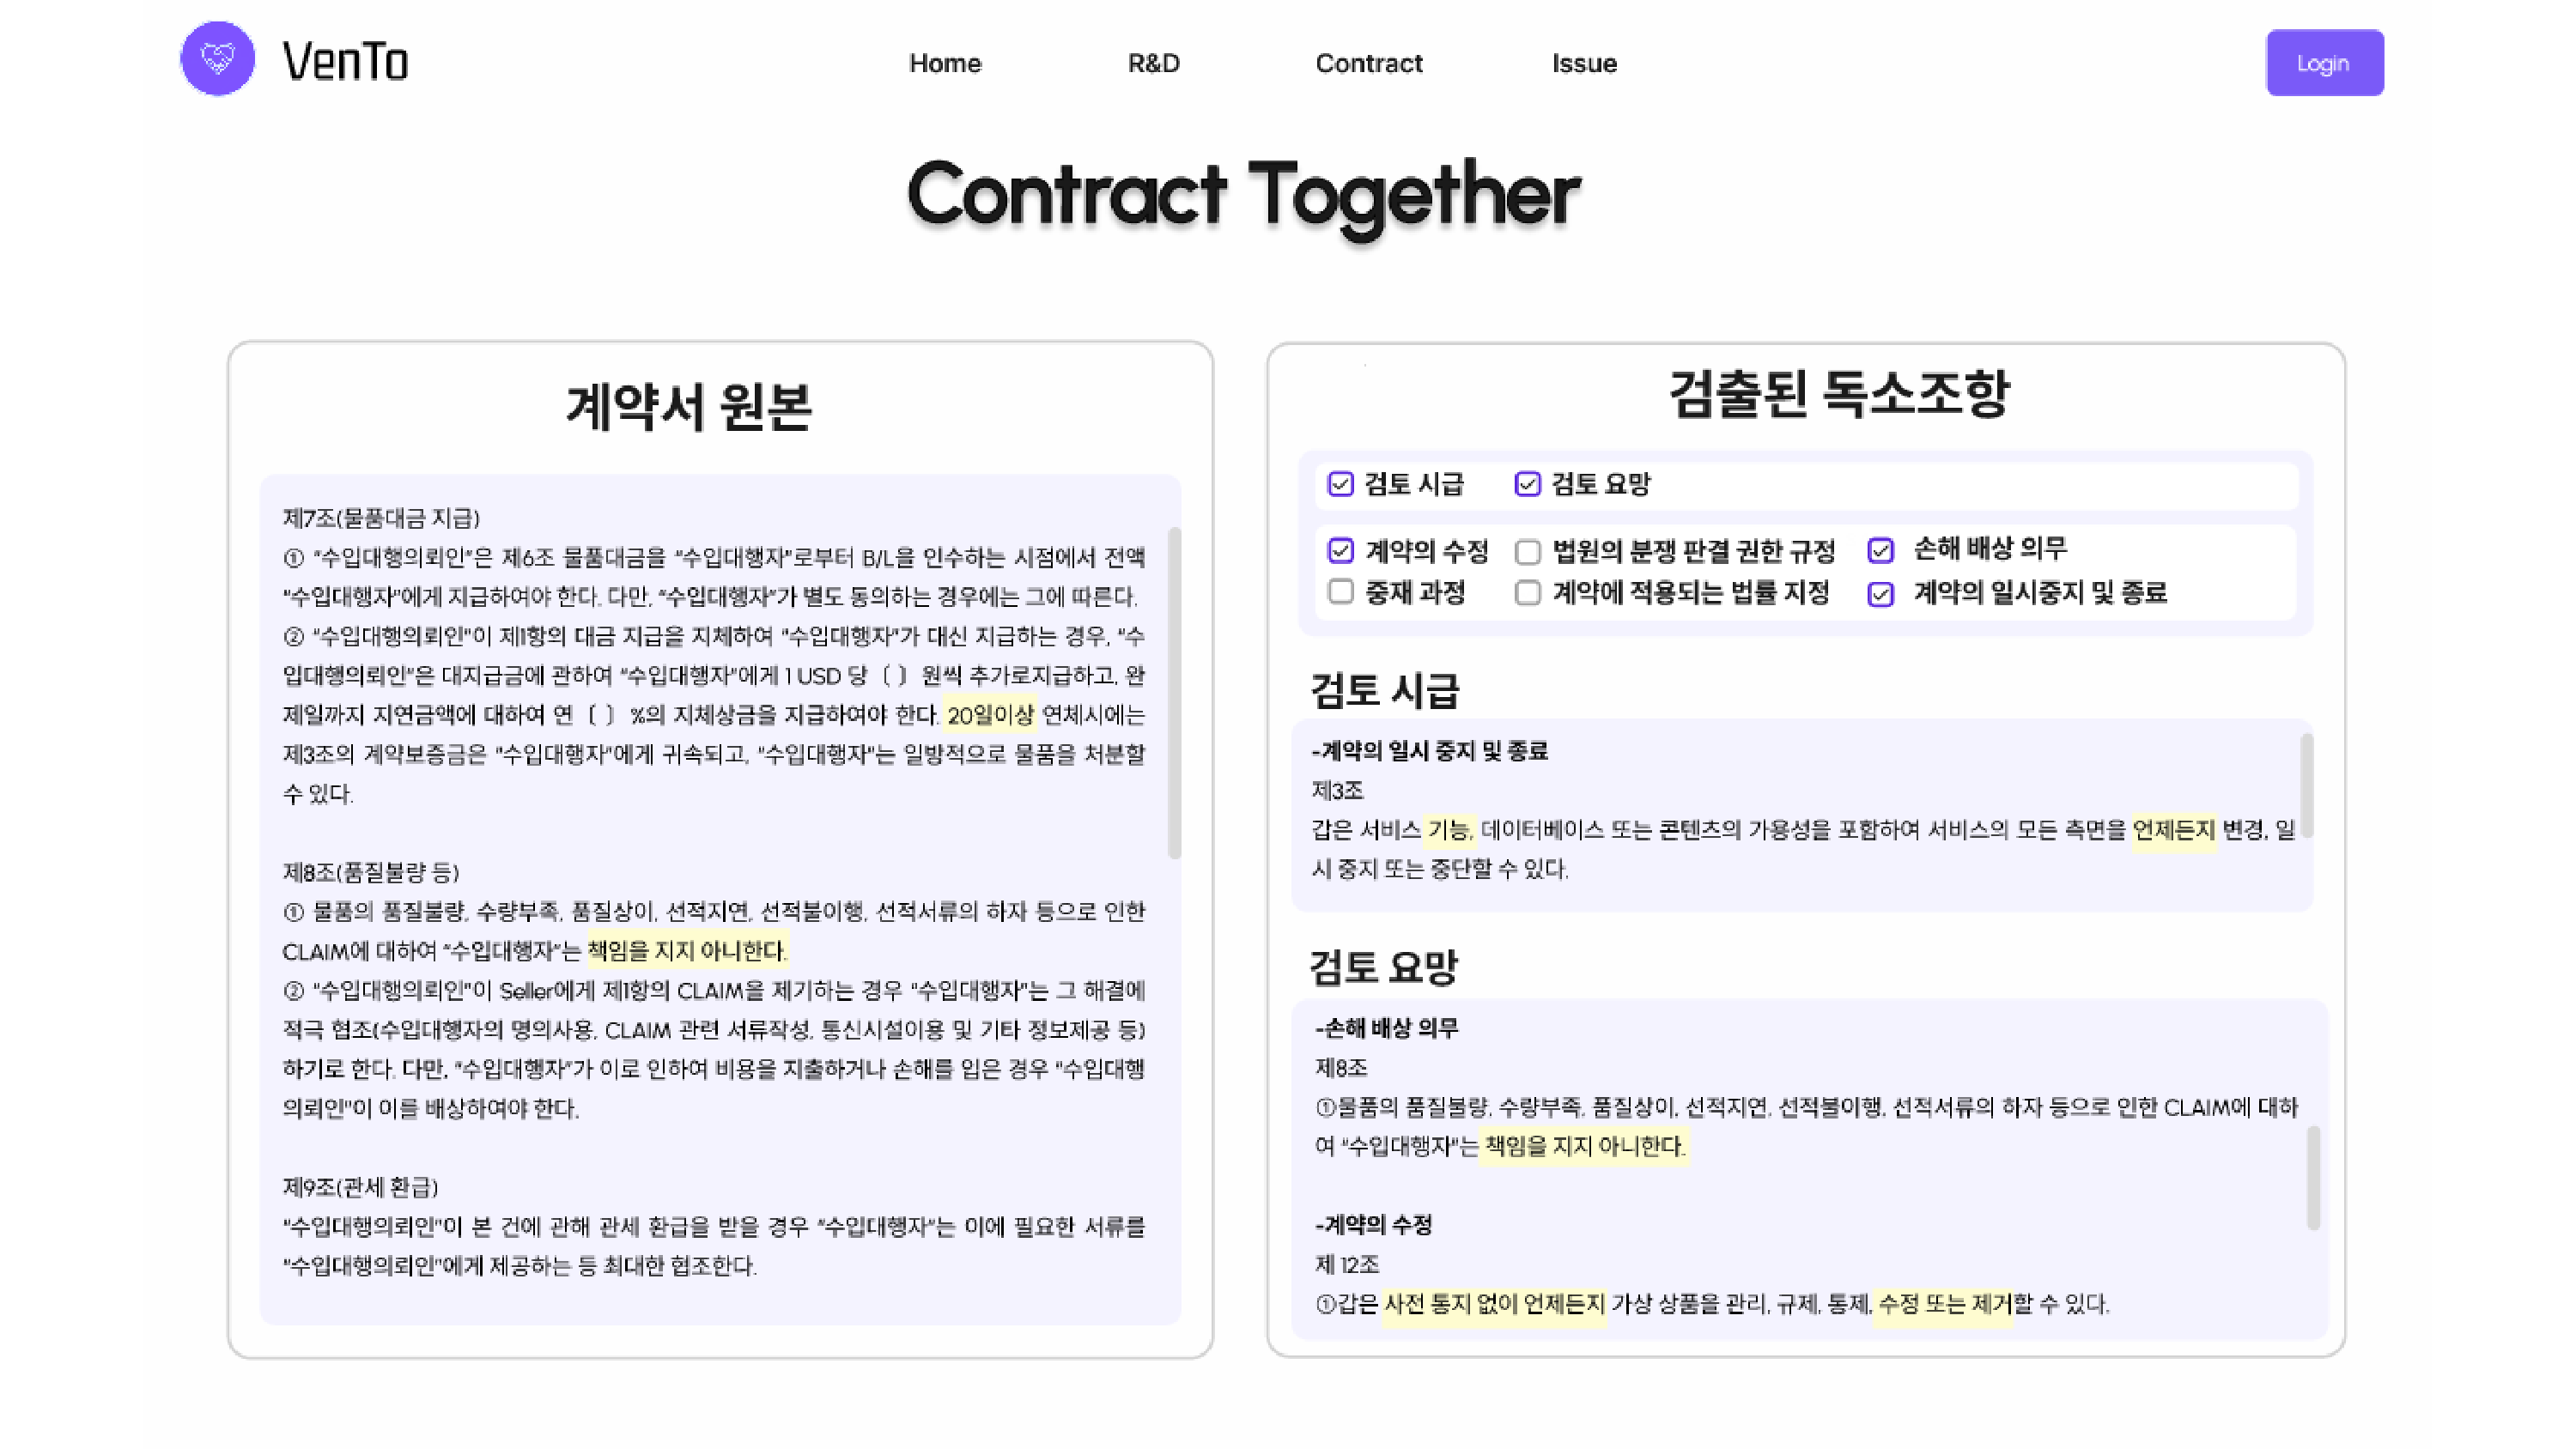 VenTo
Home R&D Contract Issue
Login
Contract Together
계약서 원본
제7조(물품대금 지급)
① “수입대행의뢰인”은 제6조 물품대금을 “수입대행자”로부터 B/L을 인수하는 시점에서 전액
“수입대행자”에게 지급하여야 한다. 다만, “수입대행자”가 별도 동의하는 경우에는 그에 따른다.
② “수입대행의뢰인”이 제1항의 대금 지급을 지체하여 “수입대행자”가 대신 지급하는 경우, “수
입대행의뢰인”은 대지급금에 관하여 “수입대행자”에게 1 USD 당 〔 〕 원씩 추가로지급하고, 완
제일까지 지연금액에 대하여 연 〔 〕 %의 지체상금을 지급하여야 한다. 20일이상 연체시에는
제3조의 계약보증금은 “수입대행자”에게 귀속되고, “수입대행자”는 일방적으로 물품을 처분할
수 있다.
제8조(품질불량 등)
① 물품의 품질불량, 수량부족, 품질상이, 선적지연, 선적불이행, 선적서류의 하자 등으로 인한
CLAIM에 대하여 “수입대행자”는 책임을 지지 아니한다.
② “수입대행의뢰인”이 Seller에게 제1항의 CLAIM을 제기하는 경우 “수입대행자”는 그 해결에
적극 협조(수입대행자의 명의사용, CLAIM 관련 서류작성, 통신시설이용 및 기타 정보제공 등)
하기로 한다. 다만, “수입대행자”가 이로 인하여 비용을 지출하거나 손해를 입은 경우 “수입대행
의뢰인”이 이를 배상하여야 한다.
제9조(관세 환급)
“수입대행의뢰인”이 본 건에 관해 관세 환급을 받을 경우 “수입대행자”는 이에 필요한 서류를
“수입대행의뢰인”에게 제공하는 등 최대한 협조한다.
검출된 독소조항
검토 시급 검토 요망
계약의 수정 법원의 분쟁 판결 권한 규정 손해 배상 의무
중재 과정 계약에 적용되는 법률 지정 계약의 일시중지 및 종료
검토 시급
-계약의 일시 중지 및 종료
제3조
갑은 서비스 기능, 데이터베이스 또는 콘텐츠의 가용성을 포함하여 서비스의 모든 측면을 언제든지 변경, 일
시 중지 또는 중단할 수 있다.
검토 요망
-손해 배상 의무
제8조
①물품의 품질불량, 수량부족, 품질상이, 선적지연, 선적불이행, 선적서류의 하자 등으로 인한 CLAIM에 대하
여 “수입대행자”는 책임을 지지 아니한다.
-계약의 수정
제 12조
①갑은 사전 통지 없이 언제든지 가상 상품을 관리, 규제, 통제, 수정 또는 제거할 수 있다.